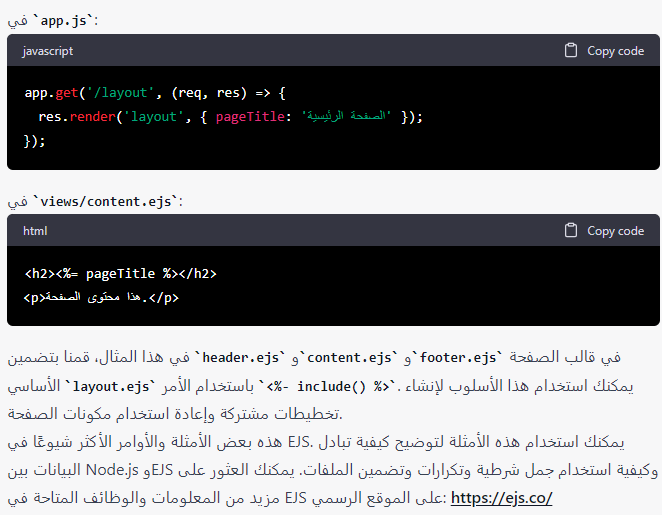 في `app.js`:
javascript
Copy code
app.get('/layout', (req, res) => {
res.render('layout', { pageTitle: 'الصفحة الرئيسية' });
});
في `views/content.ejs`:
html
Copy code
<h2><%= pageTitle %></h2>
<p>هذا محتوى الصفحة.</p>
في هذا المثال، قمنا بتضمين `header.ejs` و `content.ejs` و `footer.ejs` في قالب الصفحة
الأساسي `layout.ejs` باستخدام الأمر `<%- include() %>`. يمكنك استخدام هذا الأسلوب لإنشاء
تخطيطات مشتركة وإعادة استخدام مكونات الصفحة.
هذه بعض الأمثلة والأوامر الأكثر شيوعًا في EJS. يمكنك استخدام هذه الأمثلة لتوضيح كيفية تبادل
البيانات بين Node.js وEJS وكيفية استخدام جمل شرطية وتكرارات وتضمين الملفات. يمكنك العثور على
مزيد من المعلومات والوظائف المتاحة في EJS على الموقع الرسمي: https://ejs.co/